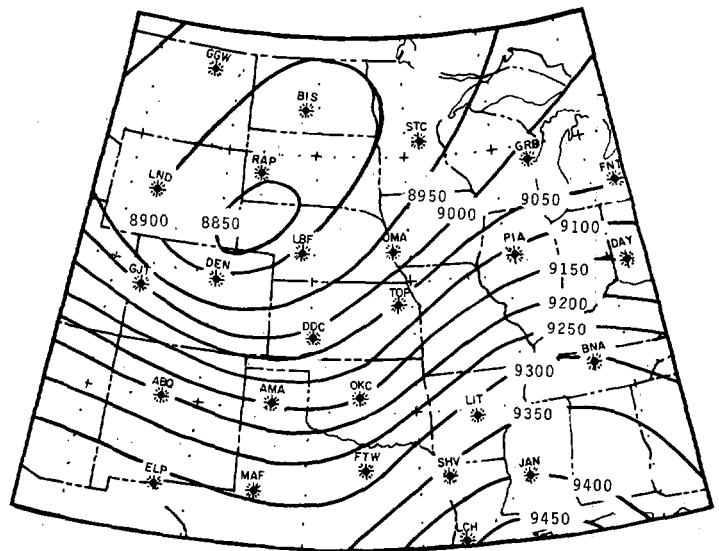 GGW
BIS
STC
GRB
RAP
FNT
LND
8950
9050
9000
8900
8850
9100
LBF
OMA
PIA
DAY
GJT
DEN
9150
TOP
9200
DDC
9250
BNA
9300
ABQ
AMA
OKC
LIT
9350
ELP
MAF
FTW
SHV
JAN
9400
9450
LCH